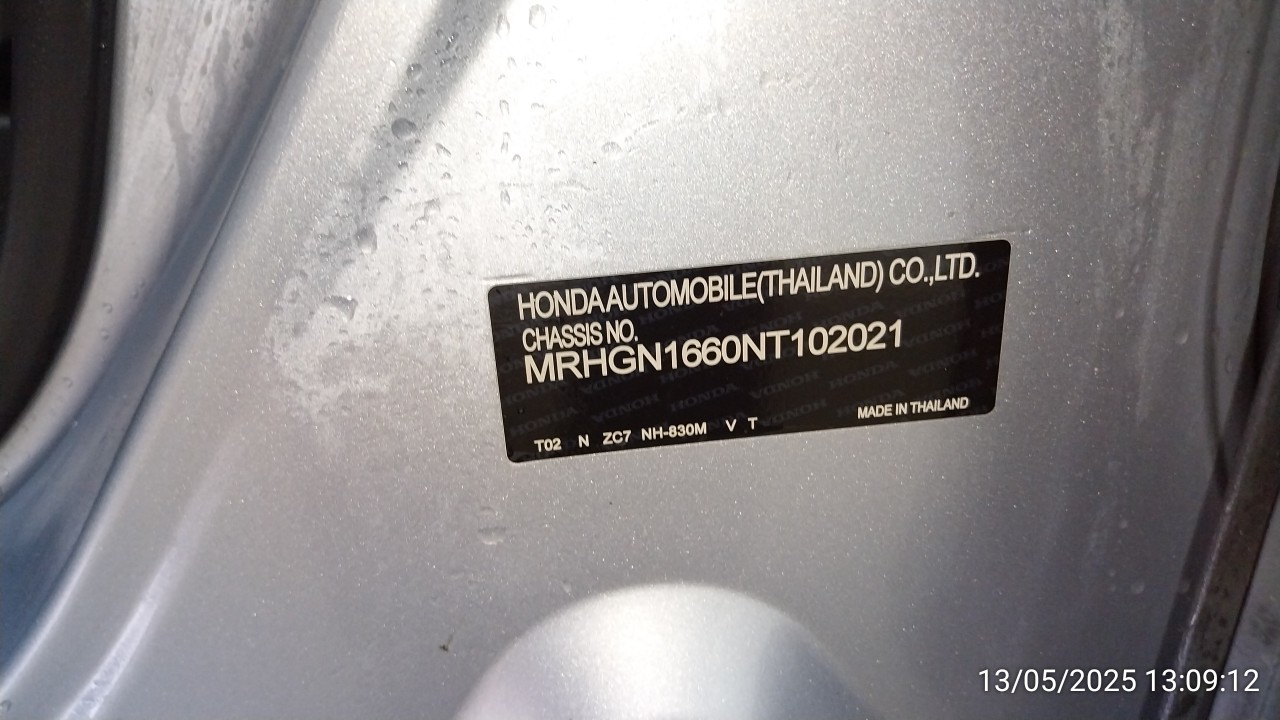 HONDA AUTOMOBILE(THAILAND) CO.,LTD.
CHASSIS NO.
MRHGN1660NT102021
T02 N ZC7 NH-830M V T
MADE IN THAILAND
13/05/2025 13:09:12